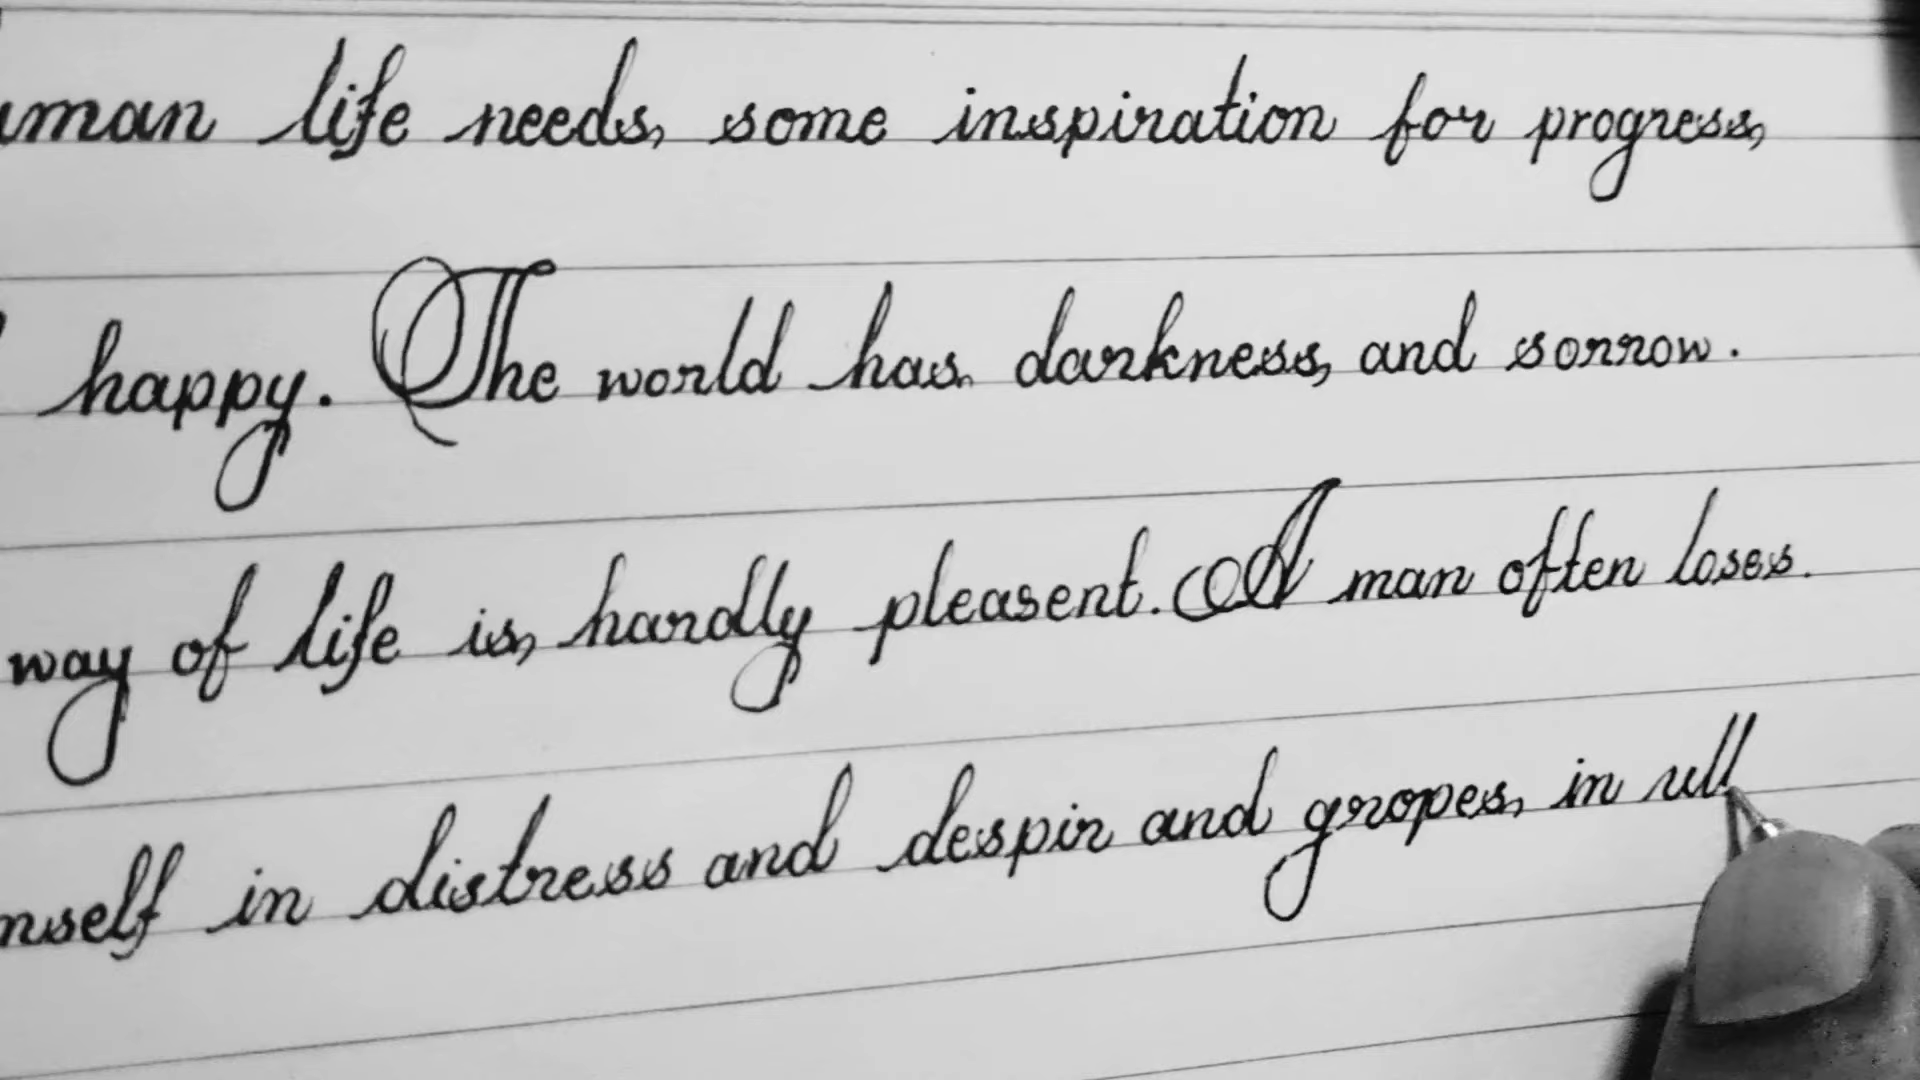 uman life needs some inspiration for progress,
happy. The world has darkness, and sorrow.
way of life is hardly pleasent. A man often loses
mself in distress and despir and gropes in